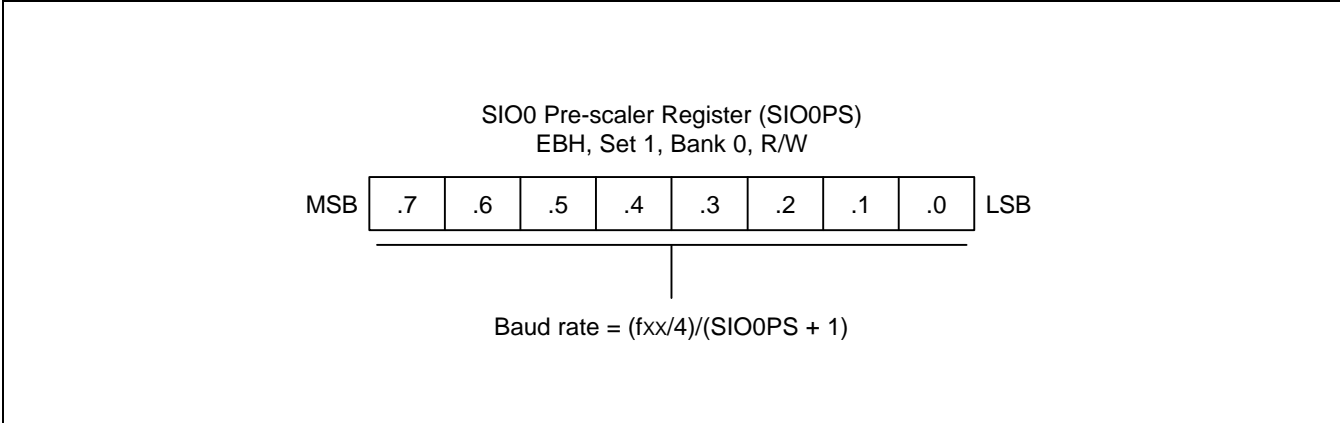 SIO0 Pre-scaler Register (SIO0PS)
EBH, Set 1, Bank 0, R/W
MSB .7 .6 .5 .4 .3 .2 .1 .0 LSB
Baud rate = (fxx/4)/(SIO0PS + 1)